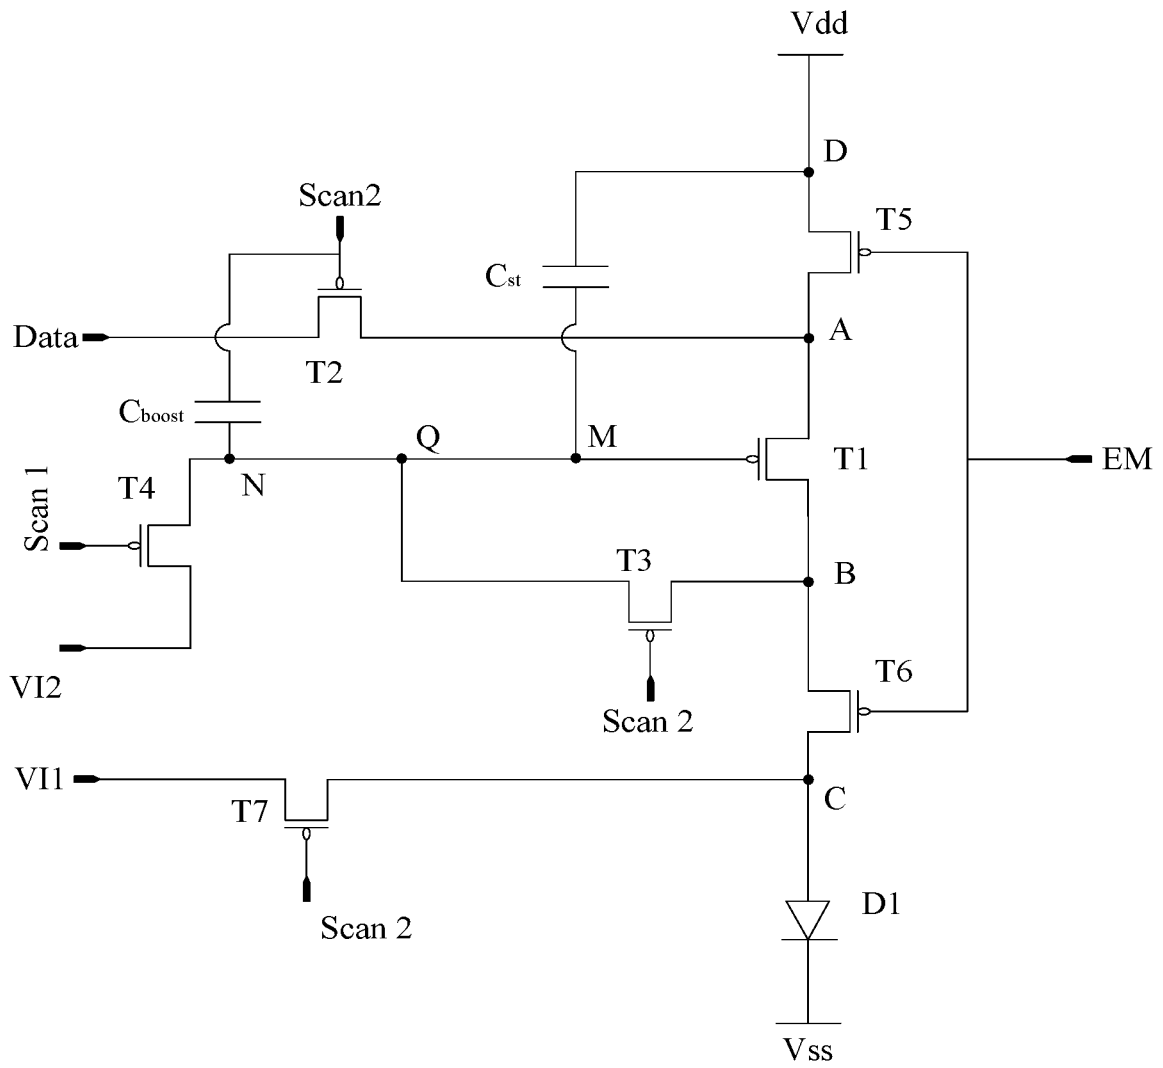 Vdd
D
Scan2
T5
Cst
Data
A
T2
Cboost
Q
M
T1
EM
N
T4
Scan 1
T3
B
VI2
T6
Scan 2
VI1
C
T7
D1
Scan 2
Vss